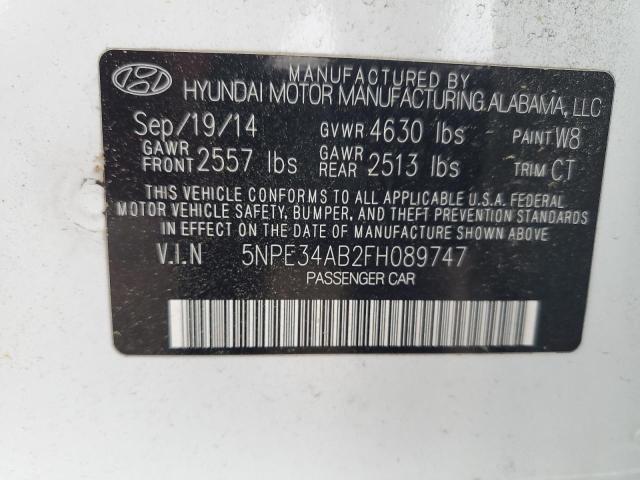 MANUFACTURED BY
HYUNDAI MOTOR MANUFACTURING ALABAMA, LLC
Sep/19/14 GVWR 4630 lbs PAINT W8
GAWR FRONT 2557 lbs GAWR REAR 2513 lbs TRIM CT
THIS VEHICLE CONFORMS TO ALL APPLICABLE U.S.A. FEDERAL
MOTOR VEHICLE SAFETY, BUMPER, AND THEFT PREVENTION STANDARDS
IN EFFECT ON THE DATE OF MANUFACTURE SHOWN ABOVE.
V.I.N 5NPE34AB2FH089747
PASSENGER CAR